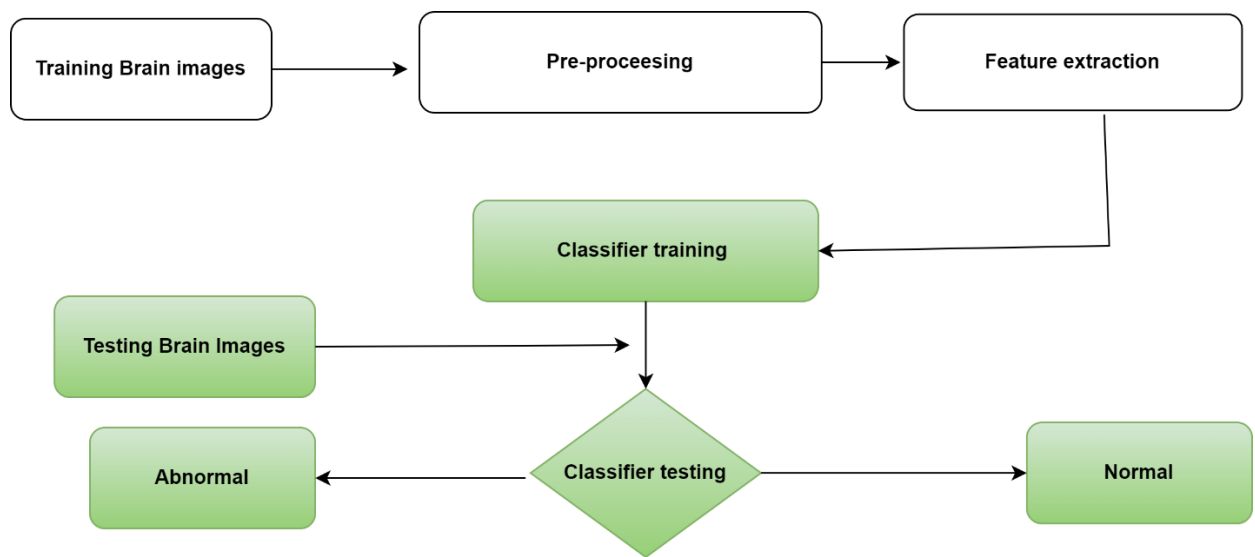 Training Brain images
Pre-proceesing
Feature extraction
Classifier training
Testing Brain Images
Abnormal
Classifier testing
Normal